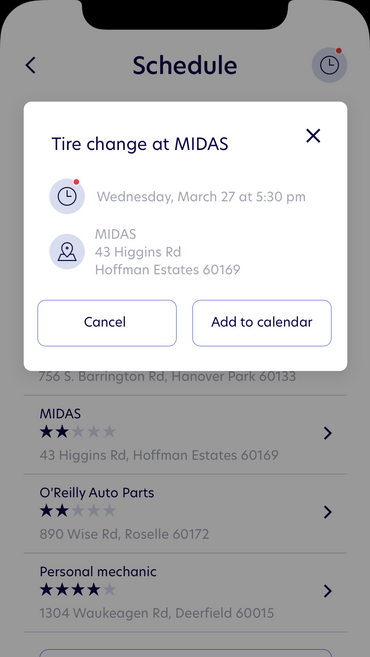 Schedule
Tire change at MIDAS
Wednesday, March 27 at 5:30 pm
MIDAS
43 Higgins Rd
Hoffman Estates 60169
Cancel
Add to calendar
756 S. Barrington Rd, Hanover Park 60133
MIDAS
43 Higgins Rd, Hoffman Estates 60169
O'Reilly Auto Parts
890 Wise Rd, Roselle 60172
Personal mechanic
1304 Waukeagen Rd, Deerfield 60015